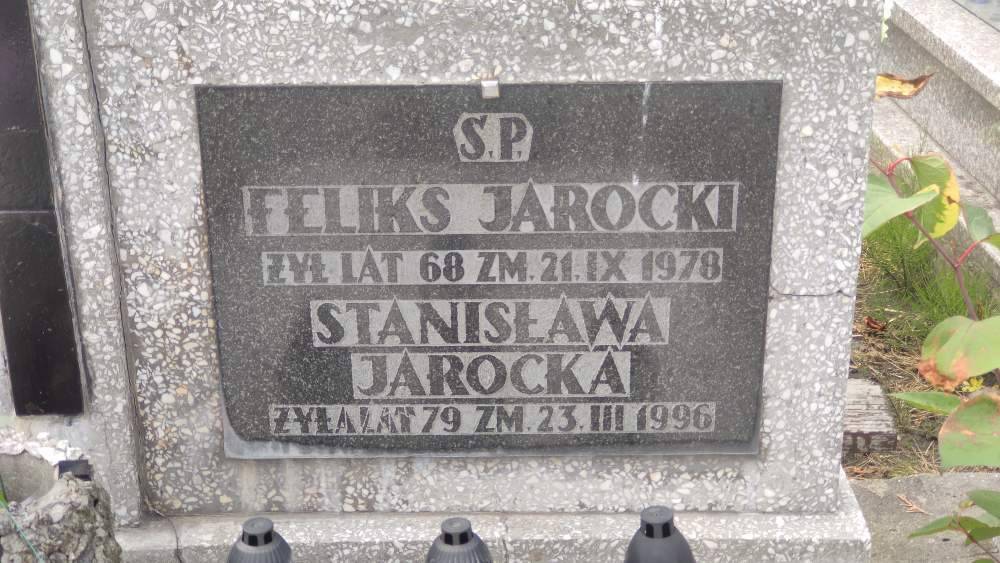 Ś.P.
FELIKS JAROCKI
ŻYŁ LAT 68 ZM. 21. IX 1978
STANISŁAWA
JAROCKA
ŻYŁA LAT 79 ZM. 23. III 1996